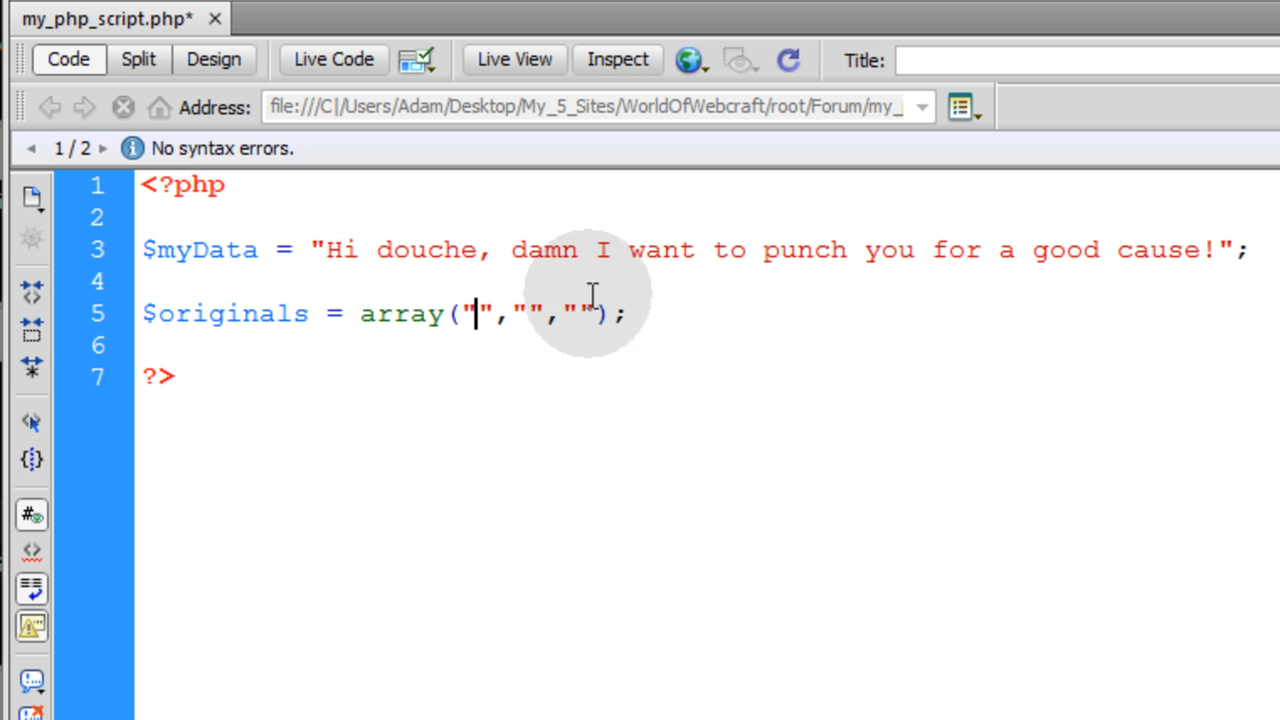 my_php_script.php*
Code Split Design Live Code Live View Inspect Title:
Address: file:///C|/Users/Adam/Desktop/My_5_Sites/WorldOfWebcraft/root/Forum/my_
1 / 2 No syntax errors.
1 <?php
2
3 $myData = "Hi douche, damn I want to punch you for a good cause!";
4
5 $originals = array("","","");
6
7 ?>